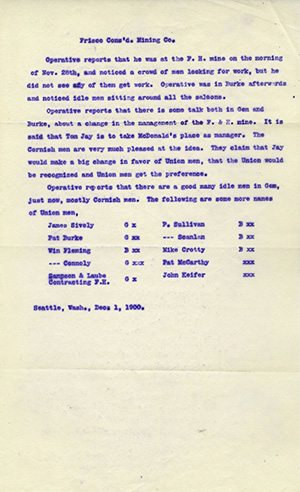 Frisco Cons'd. Mining Co.
Operative reports that he was at the F. H. mine on the morning
of Nov. 28th, and noticed a crowd of men looking for work, but he
did not see any of them get work. Operative was in Burke afterwards
and noticed idle men sitting around all the saloons.
Operative reports that there is some talk both in Gem and
Burke, about a change in the management of the F. & H. mine. It is
said that Tom Jay is to take McDonald's place as manager. The
Cornish men are very much pleased at the idea. They claim that Jay
would make a big change in favor of Union men, that the Union would
be recognized and Union men get the preference.
Operative reports that there are a good many idle men in Gem,
just now, mostly Cornish men. The following are some more names
of Union men,
James Sively G x P. Sullivan B xx
Pat Burke G xx --- Scanlan B xx
Win Fleming B xx Mike Crotty B xx
--- Connoly G xxx Pat McCarthy xxx
Sampson & Laube
Contracting F.H. G x John Keifer xxx
Seattle, Wash., Dec. 1, 1900.